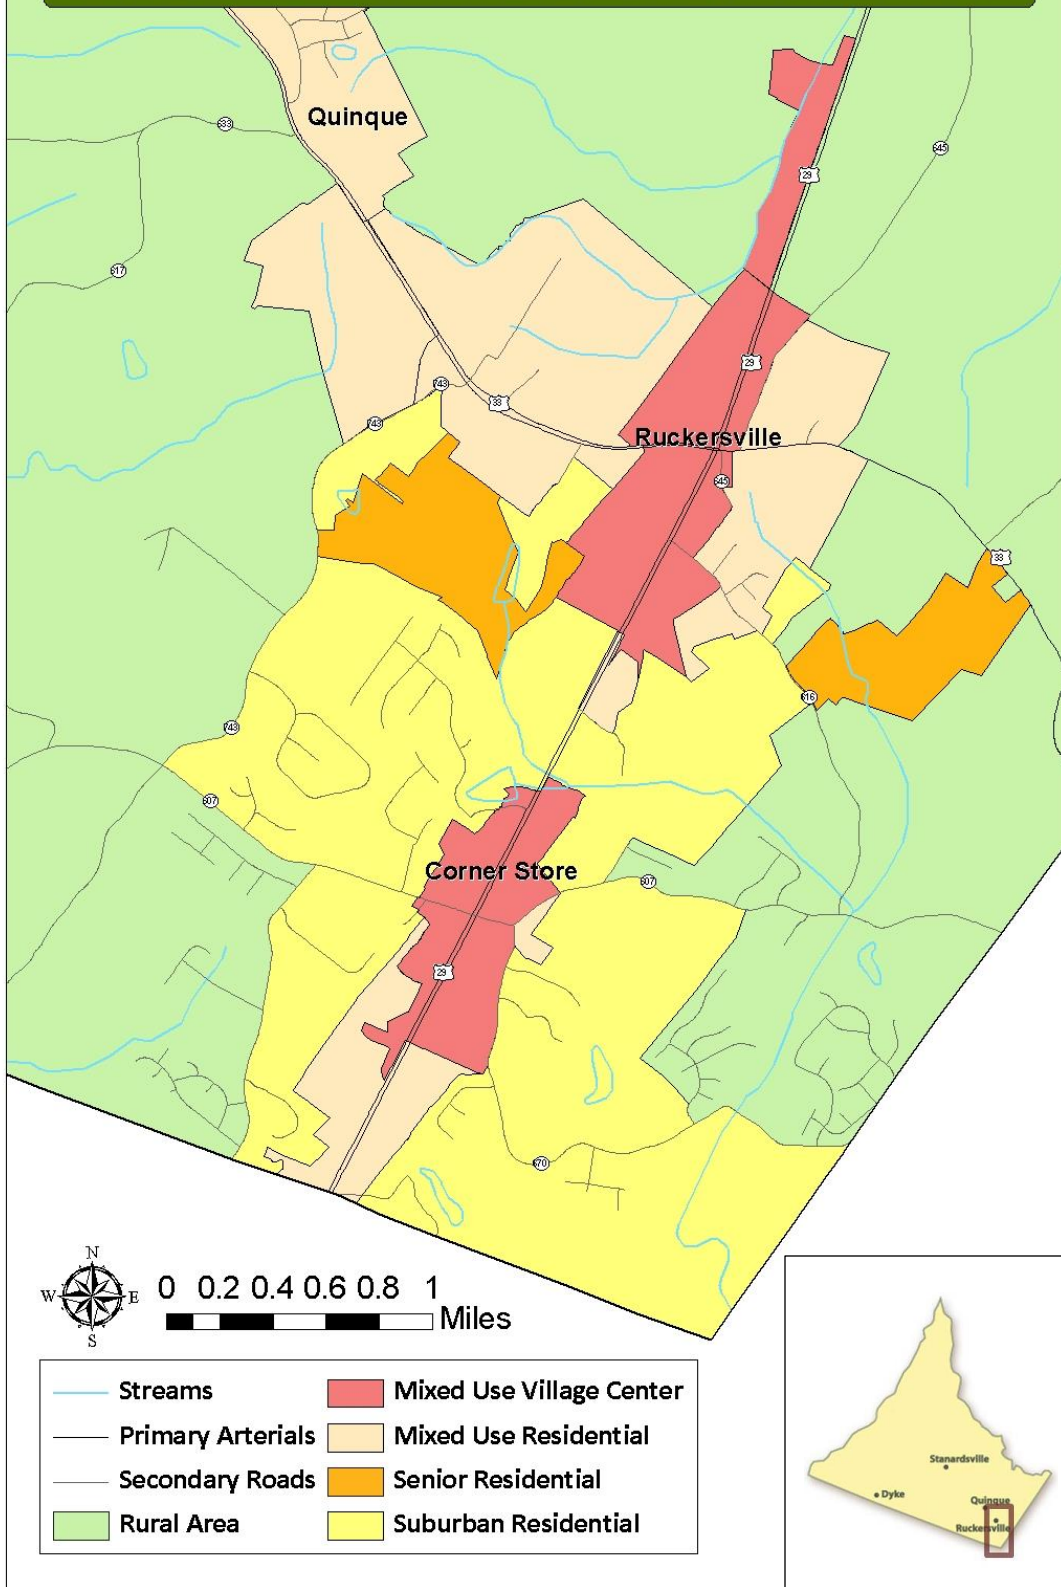 Quinque
633
29
645
617
29
743
33
743
Ruckersville
645
33
616
743
607
Corner Store
607
29
670
N
W E
S
0 0.2 0.4 0.6 0.8 1
Miles
Streams
Primary Arterials
Secondary Roads
Rural Area
Mixed Use Village Center
Mixed Use Residential
Senior Residential
Suburban Residential
Stanardsville
Dyke
Quinque
Ruckersville